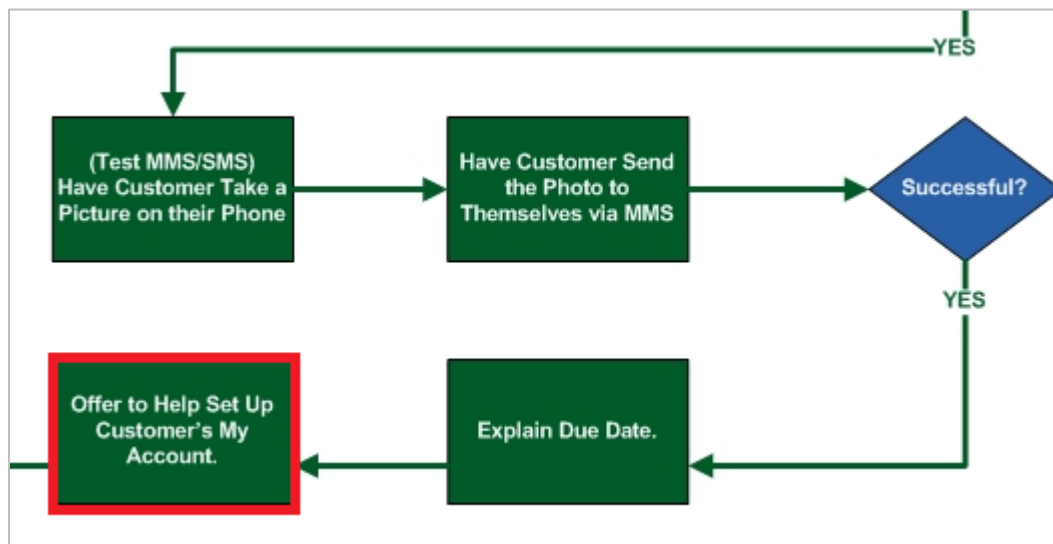 YES
(Test MMS/SMS)
Have Customer Take a
Picture on their Phone
Have Customer Send
the Photo to
Themselves via MMS
Successful?
YES
Offer to Help Set Up
Customer's My
Account.
Explain Due Date.